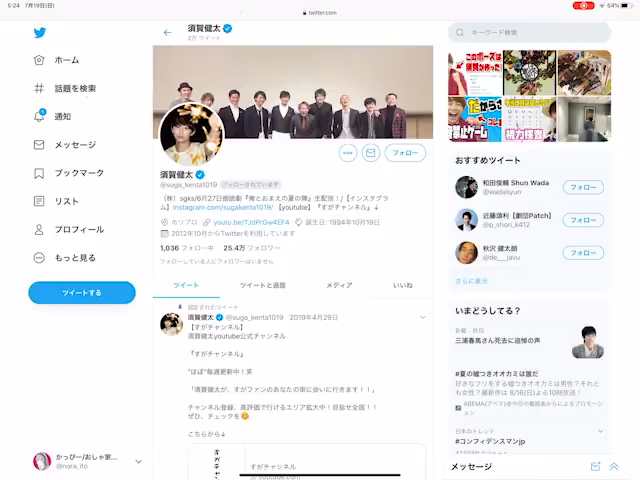 5:24 7月19日(日)
64%
twitter.com
須賀健太
2万 ツイート
キーワード検索
ホーム
話題を検索
通知
メッセージ
ブックマーク
リスト
プロフィール
もっと見る
ツイートする
かっぴー/おしゃ家...
@nora_ito
フォロー
須賀健太
@suga_kenta1019 フォローされています
(株) sgks/6月27日朗読劇『俺とおまえの夏の陣』生配信！/【インスタグラム】instagram.com/sugakenta1019/ 【youtube】『すがチャンネル』↓
ホリプロ youtu.be/TJdPrGw4EF4 誕生日: 1994年10月19日
2012年10月からTwitterを利用しています
1,036 フォロー中 25.4万 フォロワー
フォローしている人にフォロワーはいません
ツイート ツイートと返信 メディア いいね
固定されたツイート
須賀健太 @suga_kenta1019 2019年4月29日
【すがチャンネル】
須賀健太youtube公式チャンネル
『すがチャンネル』
"ほぼ"毎週更新中！笑
「須賀健太が、すがファンのあなたの街に会いに行きます！！」
チャンネル登録、高評価で行けるエリア拡大中！目指せ全国！！
ぜひ、チェックを
こちらから↓
すがチャンネル
youtube.com
このポーズは
だから
おすすめツイート
和田俊輔 Shun Wada
@wadasyun
フォロー
近藤頌利【劇団Patch】
@p_shori_k412
フォロー
秋沢 健太朗
@de___javu
フォロー
さらに表示
いまどうしてる？
訃報・昨日
三浦春馬さん死去に追悼の声
#夏の嘘つきオオカミは誰だ
好きなフリをする嘘つきオオカミは男性？それとも女性？最新作は 8/16(日)より10時放送！
ABEMA(アベマ)@今日の番組表からによるプロモーション
日本のトレンド
#コンフィデンスマンjp
メッセージ